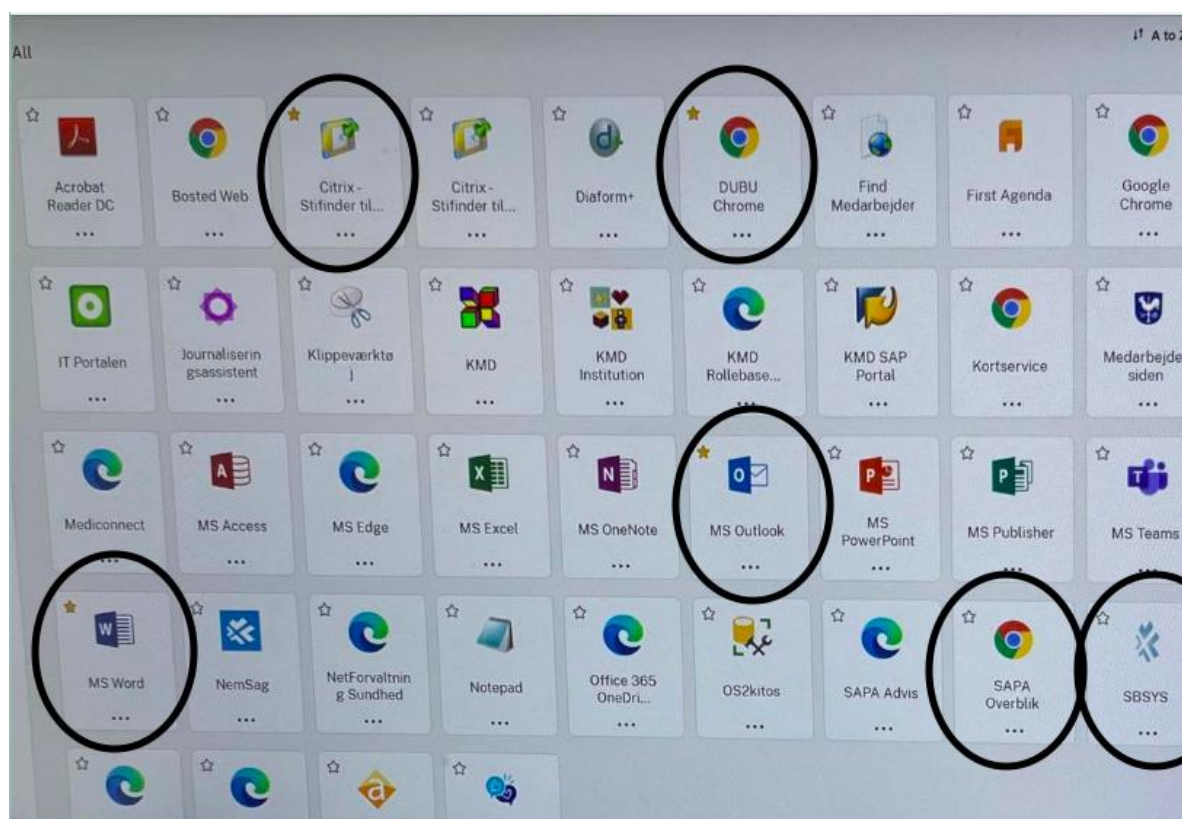 All
A to Z
Acrobat
Reader DC
Bosted Web
Citrix -
Stifinder til...
Citrix -
Stifinder til...
Diaform+
DUBU
Chrome
Find
Medarbejder
First Agenda
Google
Chrome
IT Portalen
Journaliserin
gsassistent
Klippeværktø
j
KMD
KMD
Institution
KMD
Rollebase...
KMD SAP
Portal
Kortservice
Medarbejde
siden
Mediconnect
MS Access
MS Edge
MS Excel
MS OneNote
MS Outlook
MS
PowerPoint
MS Publisher
MS Teams
MS Word
NemSag
NetForvaltnin
g Sundhed
Notepad
Office 365
OneDri...
OS2kitos
SAPA Advis
SAPA
Overblik
SBSYS